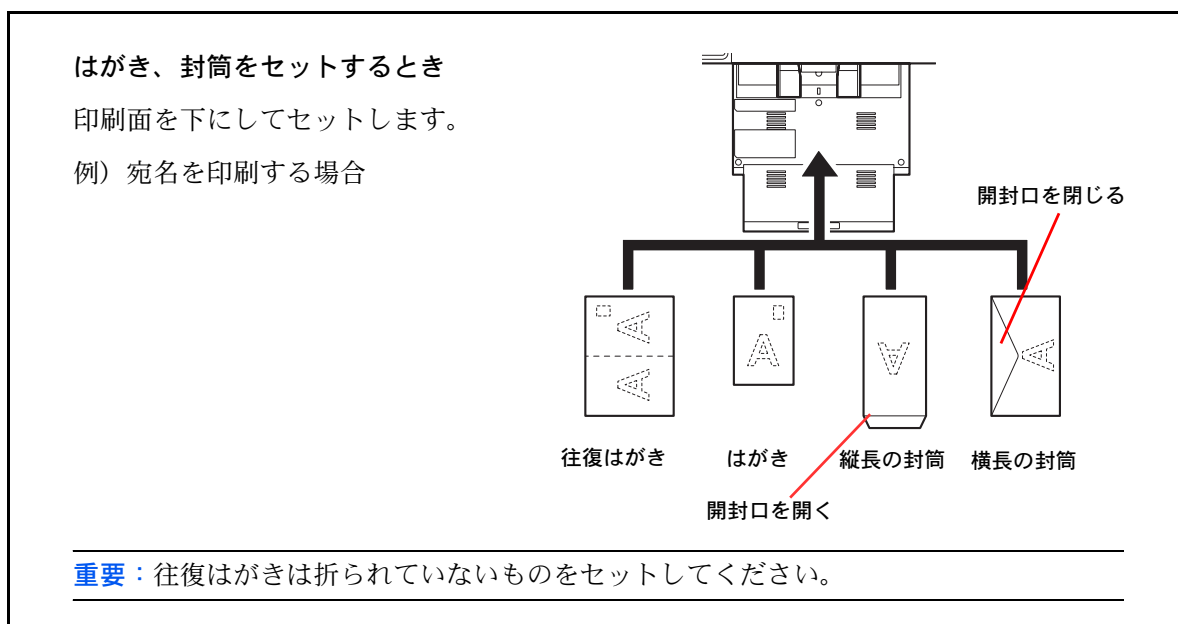 はがき、封筒をセットするとき
印刷面を下にしてセットします。
例）宛名を印刷する場合
開封口を閉じる
A
A
A
A
A
往復はがき
はがき
縦長の封筒
横長の封筒
開封口を開く
重要：往復はがきは折られていないものをセットしてください。